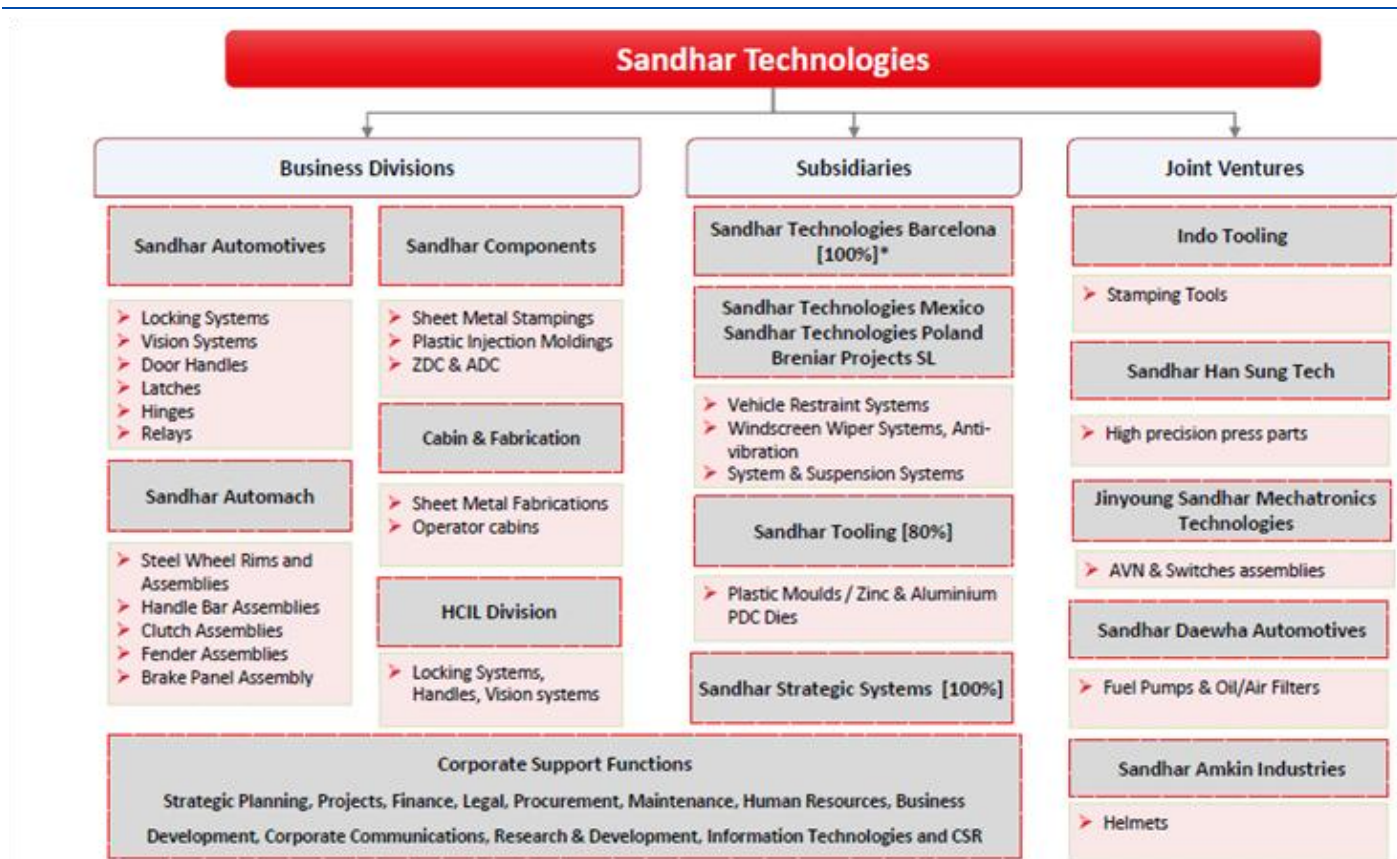 Sandhar Technologies
Business Divisions
Sandhar Automotives
Locking Systems
Vision Systems
Door Handles
Latches
Hinges
Relays
Sandhar Automach
Steel Wheel Rims and
Assemblies
Handle Bar Assemblies
Clutch Assemblies
Fender Assemblies
Brake Panel Assembly
Sandhar Components
Sheet Metal Stampings
Plastic Injection Moldings
ZDC & ADC
Cabin & Fabrication
Sheet Metal Fabrications
Operator cabins
HCIL Division
Locking Systems,
Handles, Vision systems
Subsidiaries
Sandhar Technologies Barcelona
[100%]*
Sandhar Technologies Mexico
Sandhar Technologies Poland
Breniar Projects SL
Vehicle Restraint Systems
Windscreen Wiper Systems, Anti-
vibration
System & Suspension Systems
Sandhar Tooling [80%]
Plastic Moulds / Zinc & Aluminium
PDC Dies
Sandhar Strategic Systems [100%]
Joint Ventures
Indo Tooling
Stamping Tools
Sandhar Han Sung Tech
High precision press parts
Jinyoung Sandhar Mechatronics
Technologies
AVN & Switches assemblies
Sandhar Daewha Automotives
Fuel Pumps & Oil/Air Filters
Sandhar Amkin Industries
Helmets
Corporate Support Functions
Strategic Planning, Projects, Finance, Legal, Procurement, Maintenance, Human Resources, Business
Development, Corporate Communications, Research & Development, Information Technologies and CSR